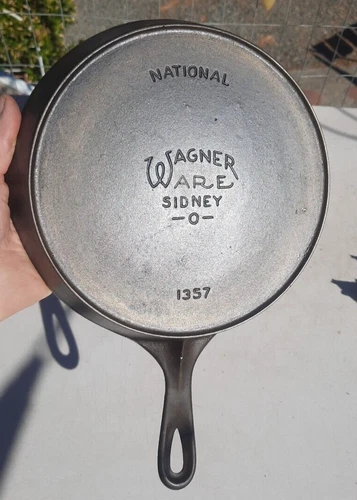 NATIONAL
WAGNER
WARE
SIDNEY
-O-
1357